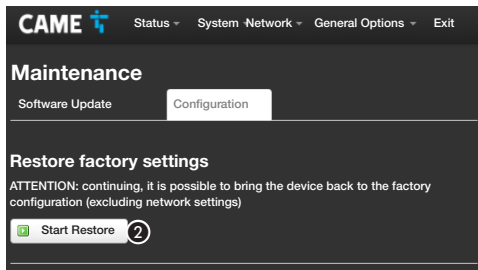 CAME Status System Network General Options Exit
Maintenance
Software Update Configuration
Restore factory settings
ATTENTION: continuing, it is possible to bring the device back to the factory
configuration (excluding network settings)
Start Restore 2